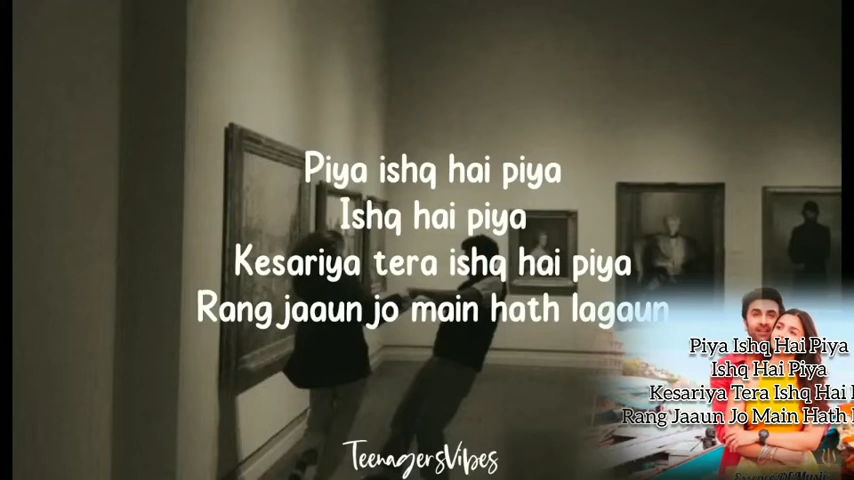 Piya ishq hai piya
Ishq hai piya
Kesariya tera ishq hai piya
Rang jaaun jo main hath lagaun
TeenagersVibes
Piya Ishq Hai Piya
Ishq Hai Piya
Kesariya Tera Ishq Hai
Rang Jaaun Jo Main Hath